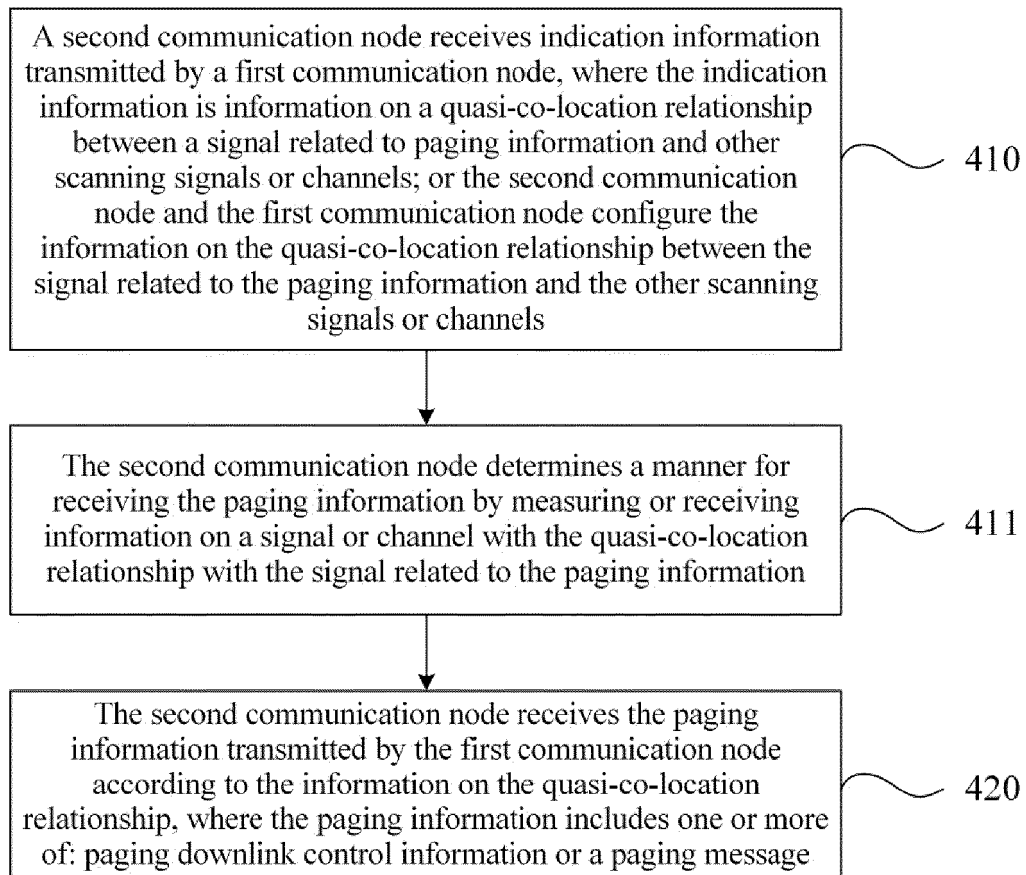 A second communication node receives indication information
transmitted by a first communication node, where the indication
information is information on a quasi-co-location relationship
between a signal related to paging information and other
scanning signals or channels; or the second communication
node and the first communication node configure the
information on the quasi-co-location relationship between the
signal related to the paging information and the other scanning
signals or channels
410
The second communication node determines a manner for
receiving the paging information by measuring or receiving
information on a signal or channel with the quasi-co-location
relationship with the signal related to the paging information
411
The second communication node receives the paging
information transmitted by the first communication node
according to the information on the quasi-co-location
relationship, where the paging information includes one or more
of: paging downlink control information or a paging message
420